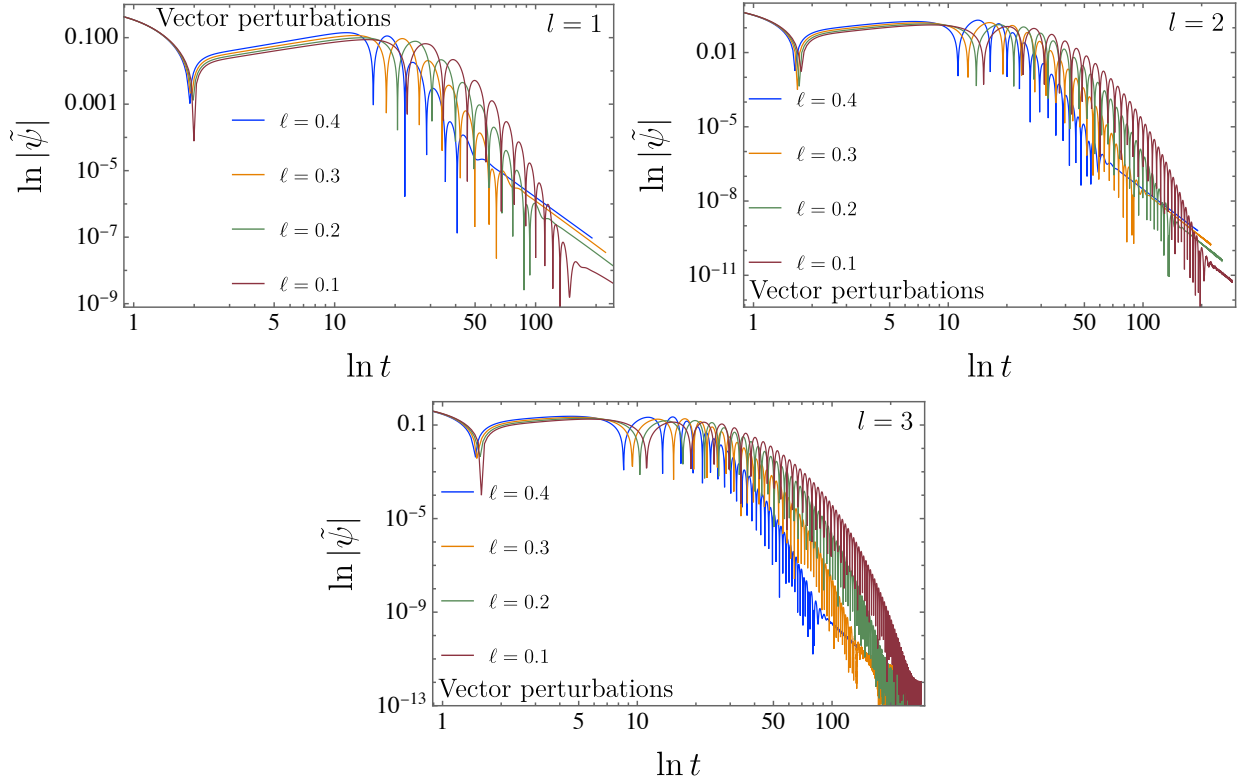 Vector perturbations
l = 1
0.100
0.001
10⁻⁵
10⁻⁷
10⁻⁹
ln |ψ̃|
ℓ = 0.4
ℓ = 0.3
ℓ = 0.2
ℓ = 0.1
1 5 10 50 100
ln t
l = 2
0.01
10⁻⁵
10⁻⁸
10⁻¹¹
ln |ψ̃|
ℓ = 0.4
ℓ = 0.3
ℓ = 0.2
ℓ = 0.1
Vector perturbations
1 5 10 50 100
ln t
l = 3
0.1
10⁻⁵
10⁻⁹
10⁻¹³
ln |ψ̃|
ℓ = 0.4
ℓ = 0.3
ℓ = 0.2
ℓ = 0.1
Vector perturbations
1 5 10 50 100
ln t